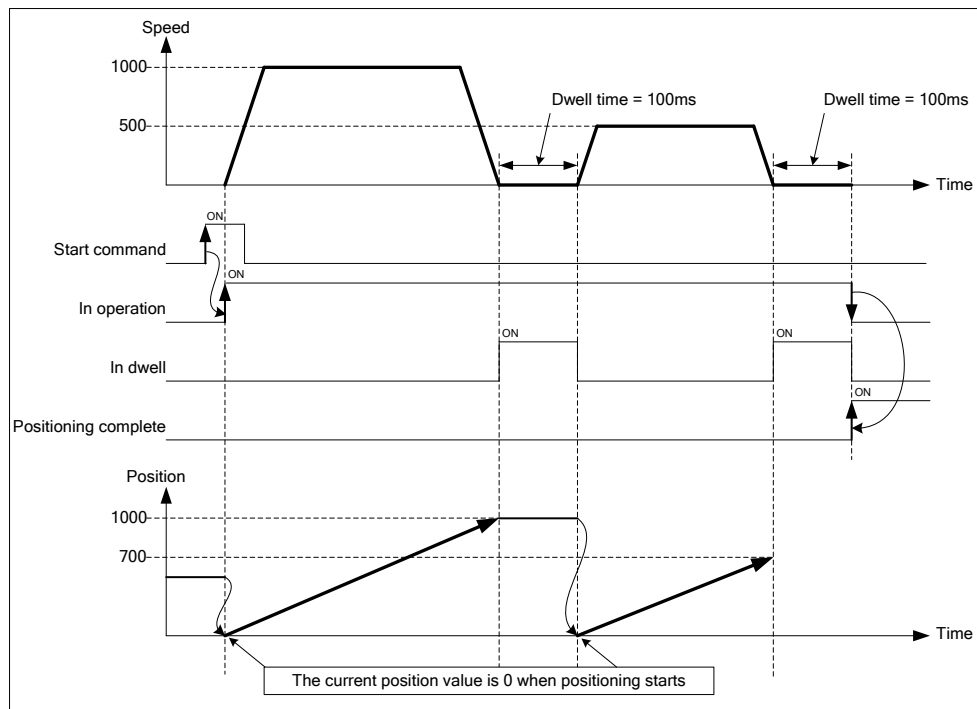 Speed
1000
500
Dwell time = 100ms
Dwell time = 100ms
Time
ON
Start command
ON
In operation
ON
ON
In dwell
ON
Positioning complete
Position
1000
700
Time
The current position value is 0 when positioning starts